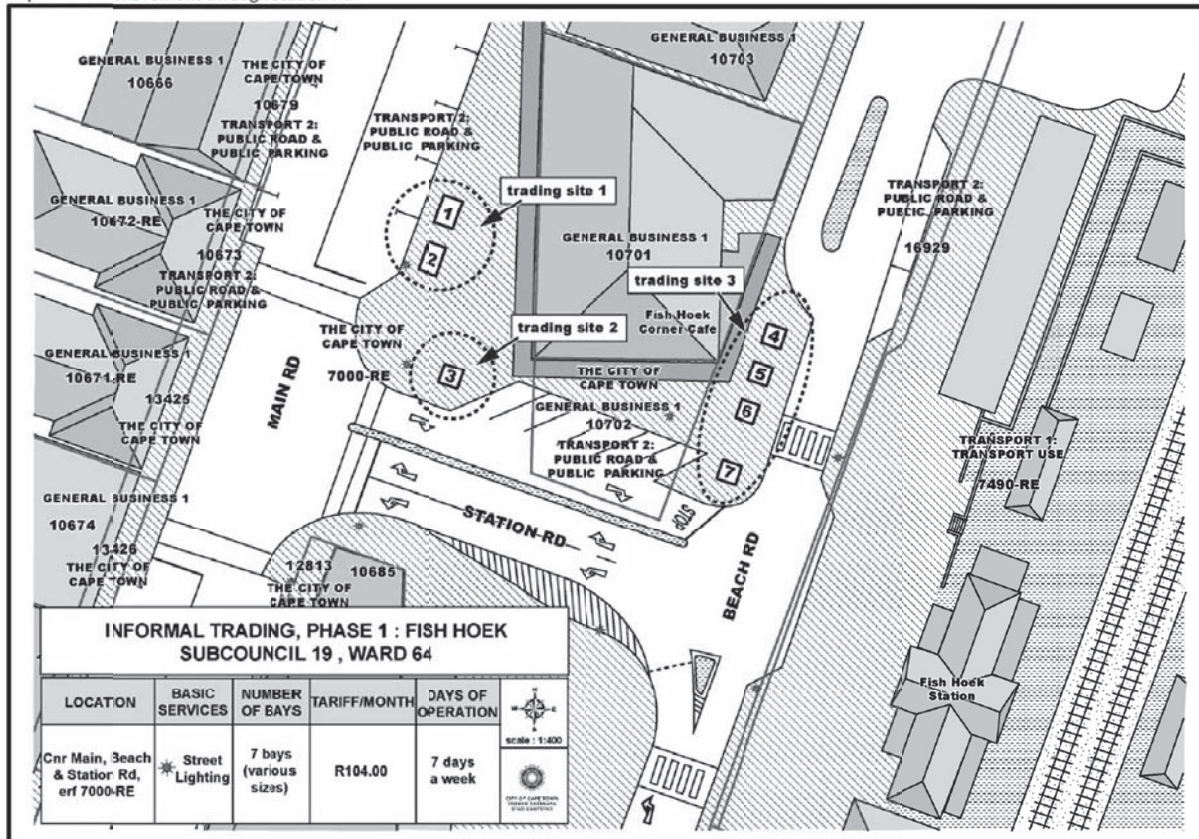 GENERAL BUSINESS 1
10666
THE CITY OF
CAPE TOWN
10679
TRANSPORT 2:
PUBLIC ROAD &
PUBLIC PARKING
TRANSPORT 2:
PUBLIC ROAD &
PUBLIC PARKING
GENERAL BUSINESS 1
10703
GENERAL BUSINESS 1
10672-RE
THE CITY OF
CAPE TOWN
10673
TRANSPORT 2:
PUBLIC ROAD &
PUBLIC PARKING
trading site 1
1
2
GENERAL BUSINESS 1
10701
trading site 3
Fish Hoek
Corner Cafe
TRANSPORT 2:
PUBLIC ROAD &
PUBLIC PARKING
16929
THE CITY OF
CAPE TOWN
7000-RE
trading site 2
3
4
5
6
7
GENERAL BUSINESS 1
10671-RE
13425
THE CITY OF
CAPE TOWN
MAIN RD
THE CITY OF
CAPE TOWN
GENERAL BUSINESS 1
10702
TRANSPORT 2:
PUBLIC ROAD &
PUBLIC PARKING
TRANSPORT 1:
TRANSPORT USE
7490-RE
GENERAL BUSINESS 1
10674
13426
THE CITY OF
CAPE TOWN
STATION RD
STOP
BEACH RD
12813
10685
THE CITY OF
CAPE TOWN
Fish Hoek
Station
INFORMAL TRADING, PHASE 1 : FISH HOEK
SUBCOUNCIL 19 , WARD 64
LOCATION
BASIC
SERVICES
NUMBER
OF BAYS
TARIFF/MONTH
DAYS OF
OPERATION
Cnr Main, Beach
& Station Rd,
erf 7000-RE
Street
Lighting
7 bays
(various
sizes)
R104.00
7 days
a week
N
W
E
S
scale : 1:400
CITY OF CAPE TOWN